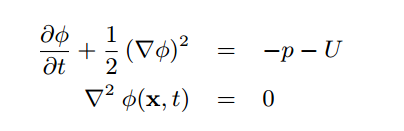 ∂ϕ/∂t + 1/2 (∇ϕ)² = −p − U
∇² ϕ(x, t) = 0